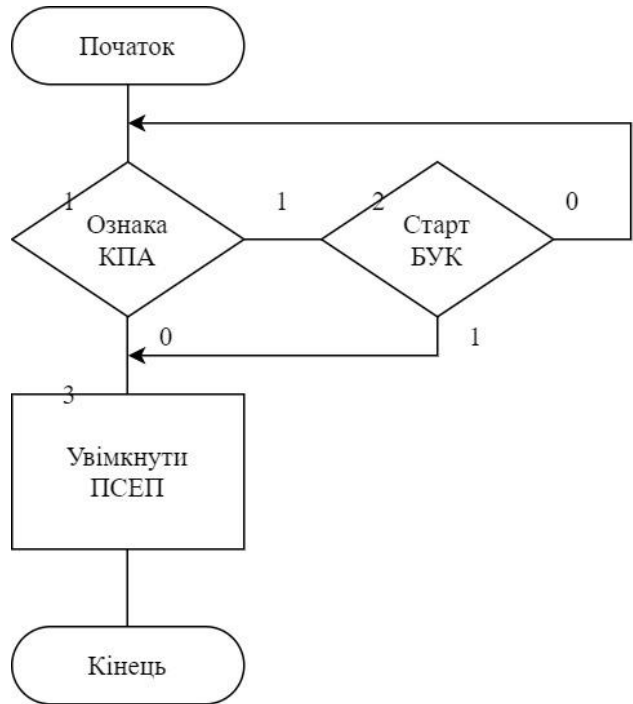 Початок
1
1
2
0
Ознака
КПА
Старт
БУК
0
1
3
Увімкнути
ПСЕП
Кінець